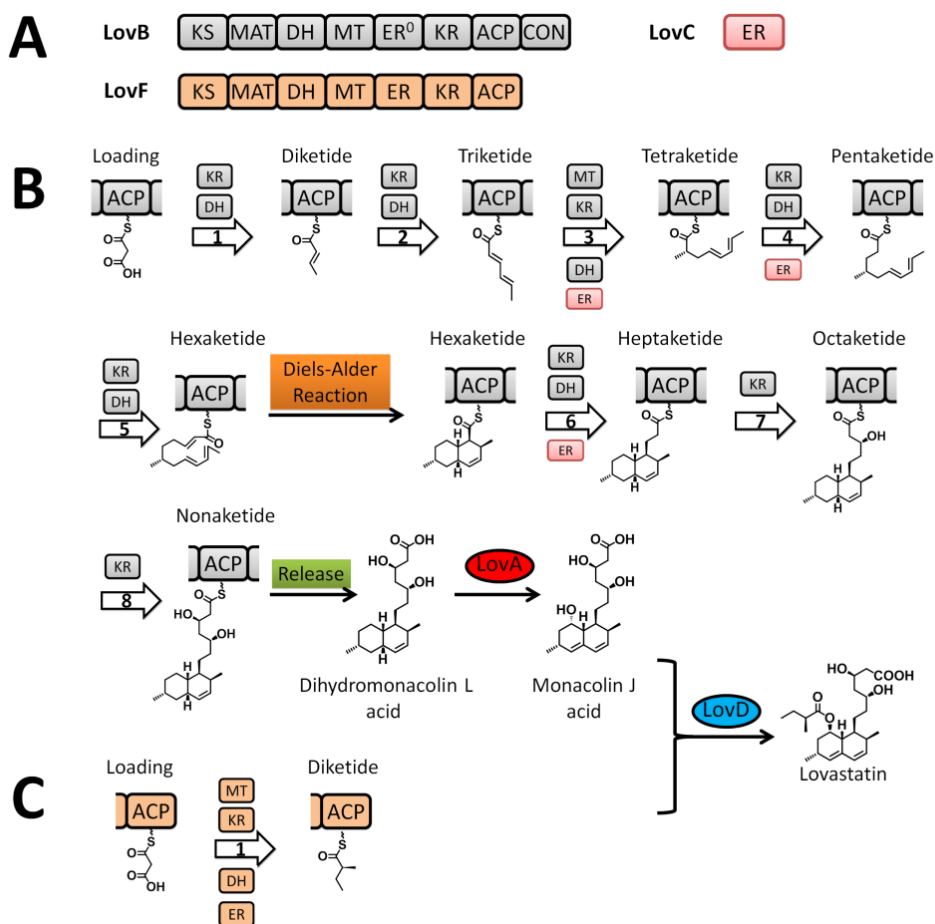 A
LovB KS MAT DH MT ER⁰ KR ACP CON
LovC ER
LovF KS MAT DH MT ER KR ACP
B
Loading Diketide Triketide Tetraketide Pentaketide
ACP
S
O
O
OH
KR
DH
1
ACP
S
O
KR
DH
2
ACP
S
O
MT
KR
3
DH
ER
ACP
S
O
KR
DH
4
ER
ACP
S
O
Hexaketide Hexaketide Heptaketide Octaketide
KR
DH
5
ACP
S
O
Diels-Alder
Reaction
ACP
O S
H
H
KR
DH
6
ER
ACP
O S
H
H
KR
7
ACP
O S
OH
H
H
Nonaketide
KR
8
ACP
O S
HO
OH
H
H
Release
O OH
HO
OH
H
H
Dihydromonacolin L
acid
LovA
O OH
HO
OH
HO
H
Monacolin J
acid
LovD
HO COOH
OH
O
O H
Lovastatin
C
Loading Diketide
ACP
S
O
O
OH
MT
KR
1
DH
ER
ACP
S
O